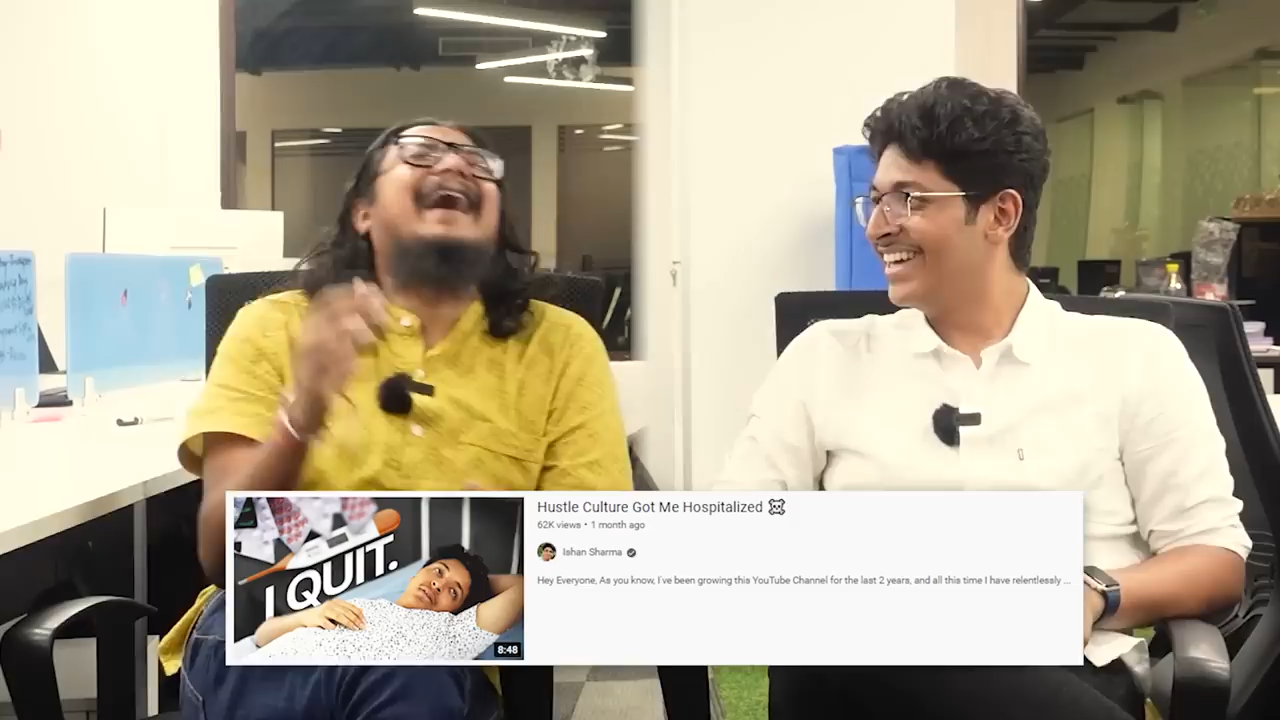 Hustle Culture Got Me Hospitalized ☠
62K views • 1 month ago
Ishan Sharma
Hey Everyone, As you know, I've been growing this YouTube Channel for the last 2 years, and all this time I have relentlessly ...
I QUIT.
8:48